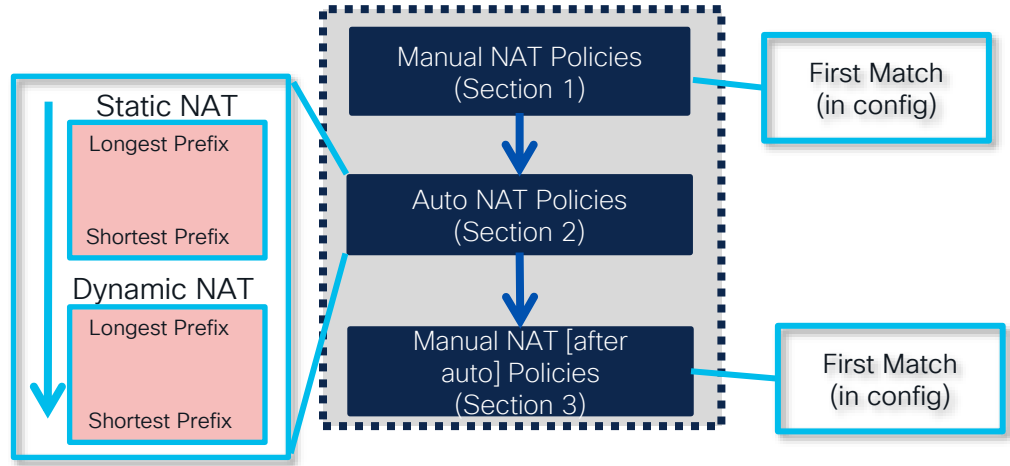 Manual NAT Policies
(Section 1)
First Match
(in config)
Static NAT
Longest Prefix
Shortest Prefix
Dynamic NAT
Longest Prefix
Shortest Prefix
Auto NAT Policies
(Section 2)
Manual NAT [after
auto] Policies
(Section 3)
First Match
(in config)